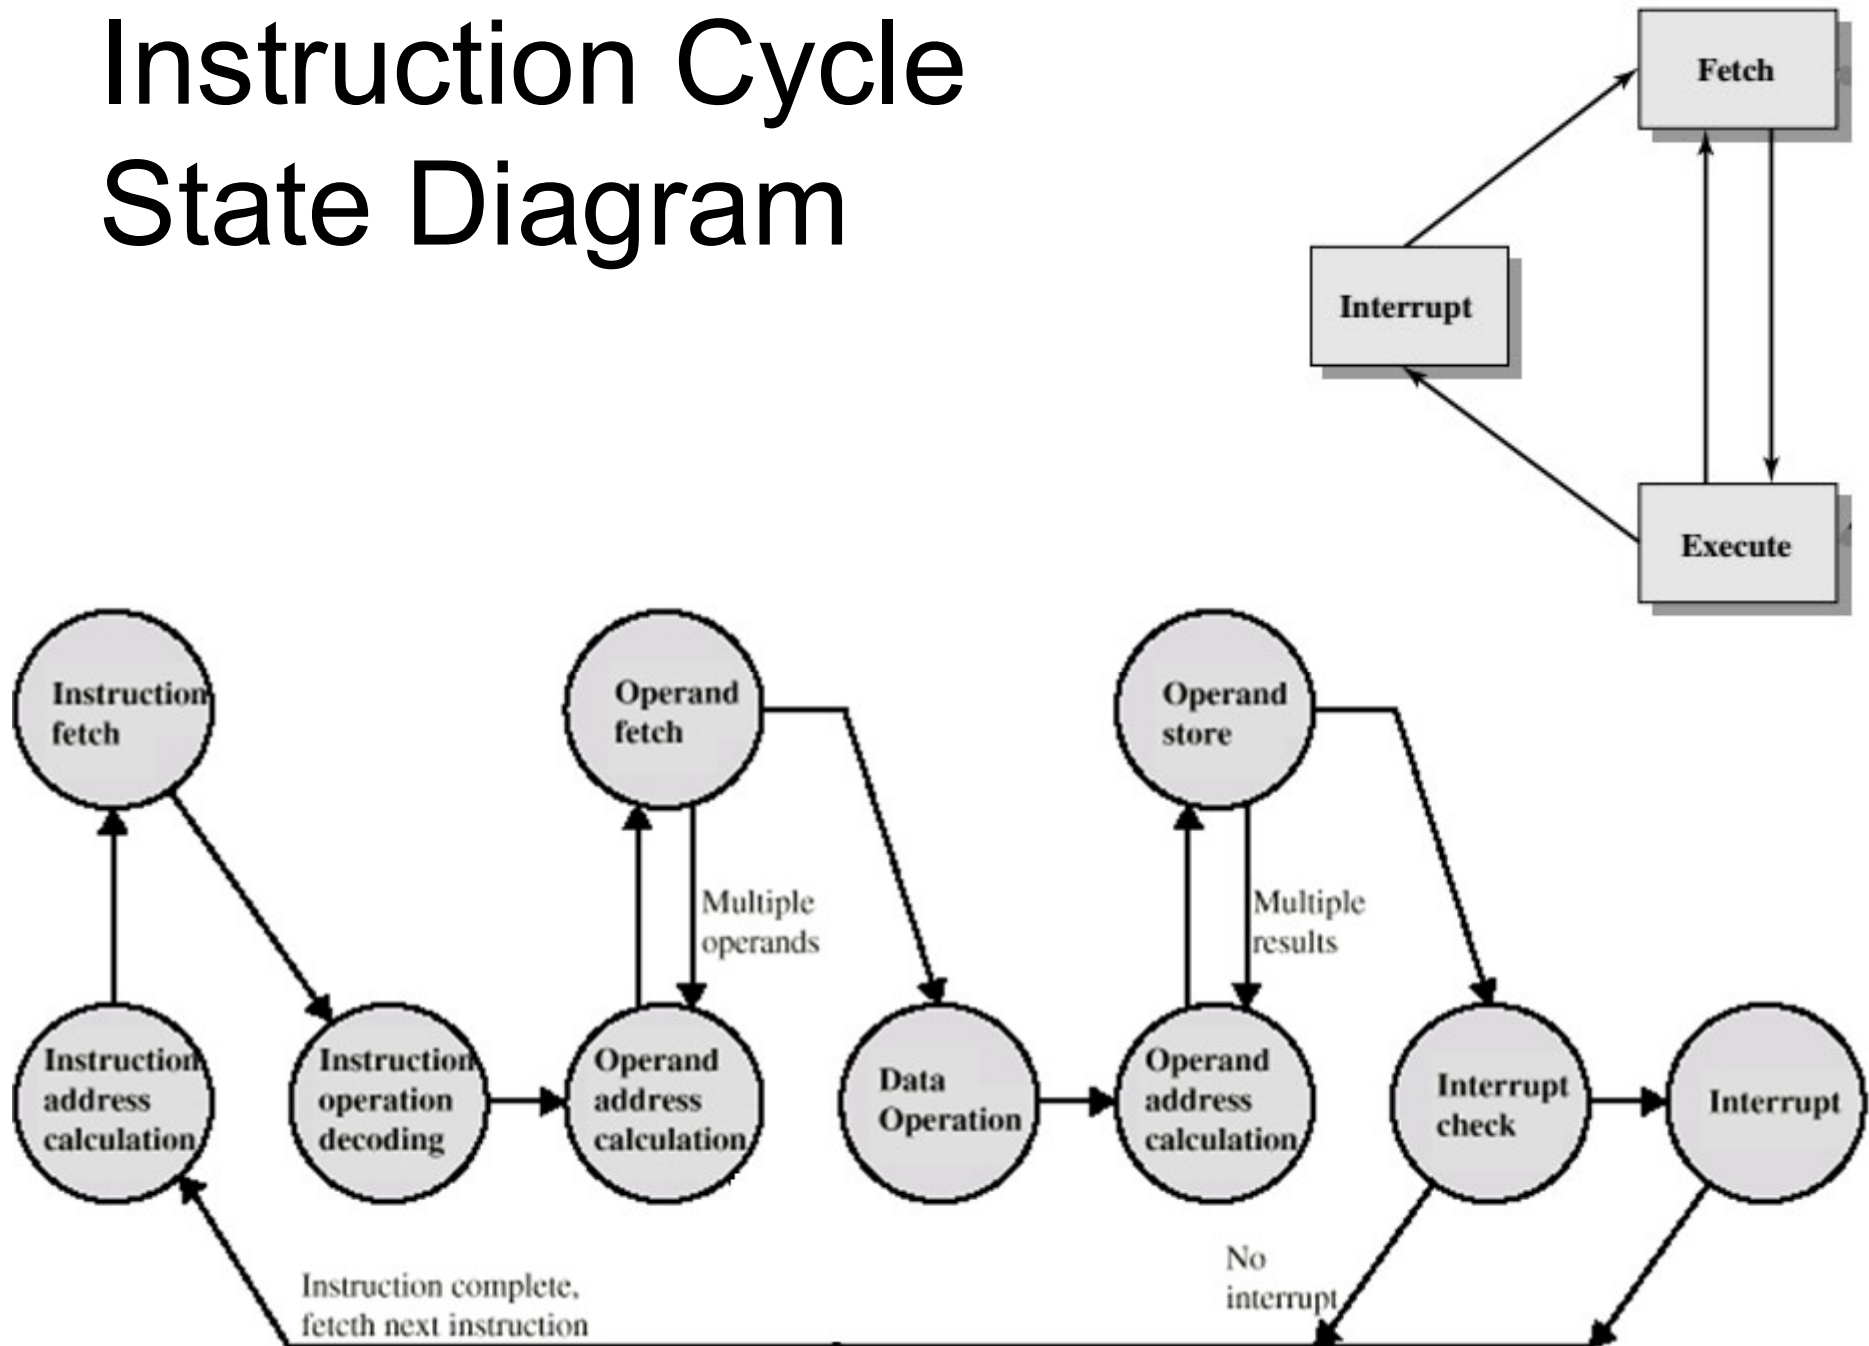 Instruction Cycle
State Diagram
Fetch
Interrupt
Execute
Instruction
fetch
Operand
fetch
Operand
store
Multiple
operands
Multiple
results
Instruction
address
calculation
Instruction
operation
decoding
Operand
address
calculation
Data
Operation
Operand
address
calculation
Interrupt
check
Interrupt
No
interrupt
Instruction complete,
fetcth next instruction